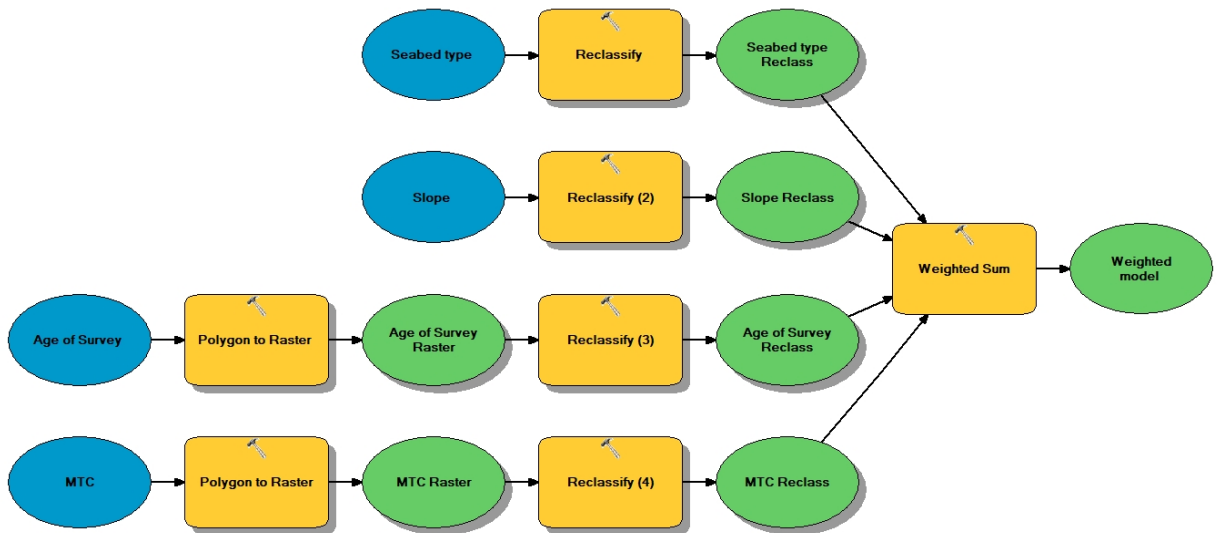 Seabed type
Reclassify
Seabed type
Reclass
Slope
Reclassify (2)
Slope Reclass
Weighted Sum
Weighted
model
Age of Survey
Polygon to Raster
Age of Survey
Raster
Reclassify (3)
Age of Survey
Reclass
MTC
Polygon to Raster
MTC Raster
Reclassify (4)
MTC Reclass